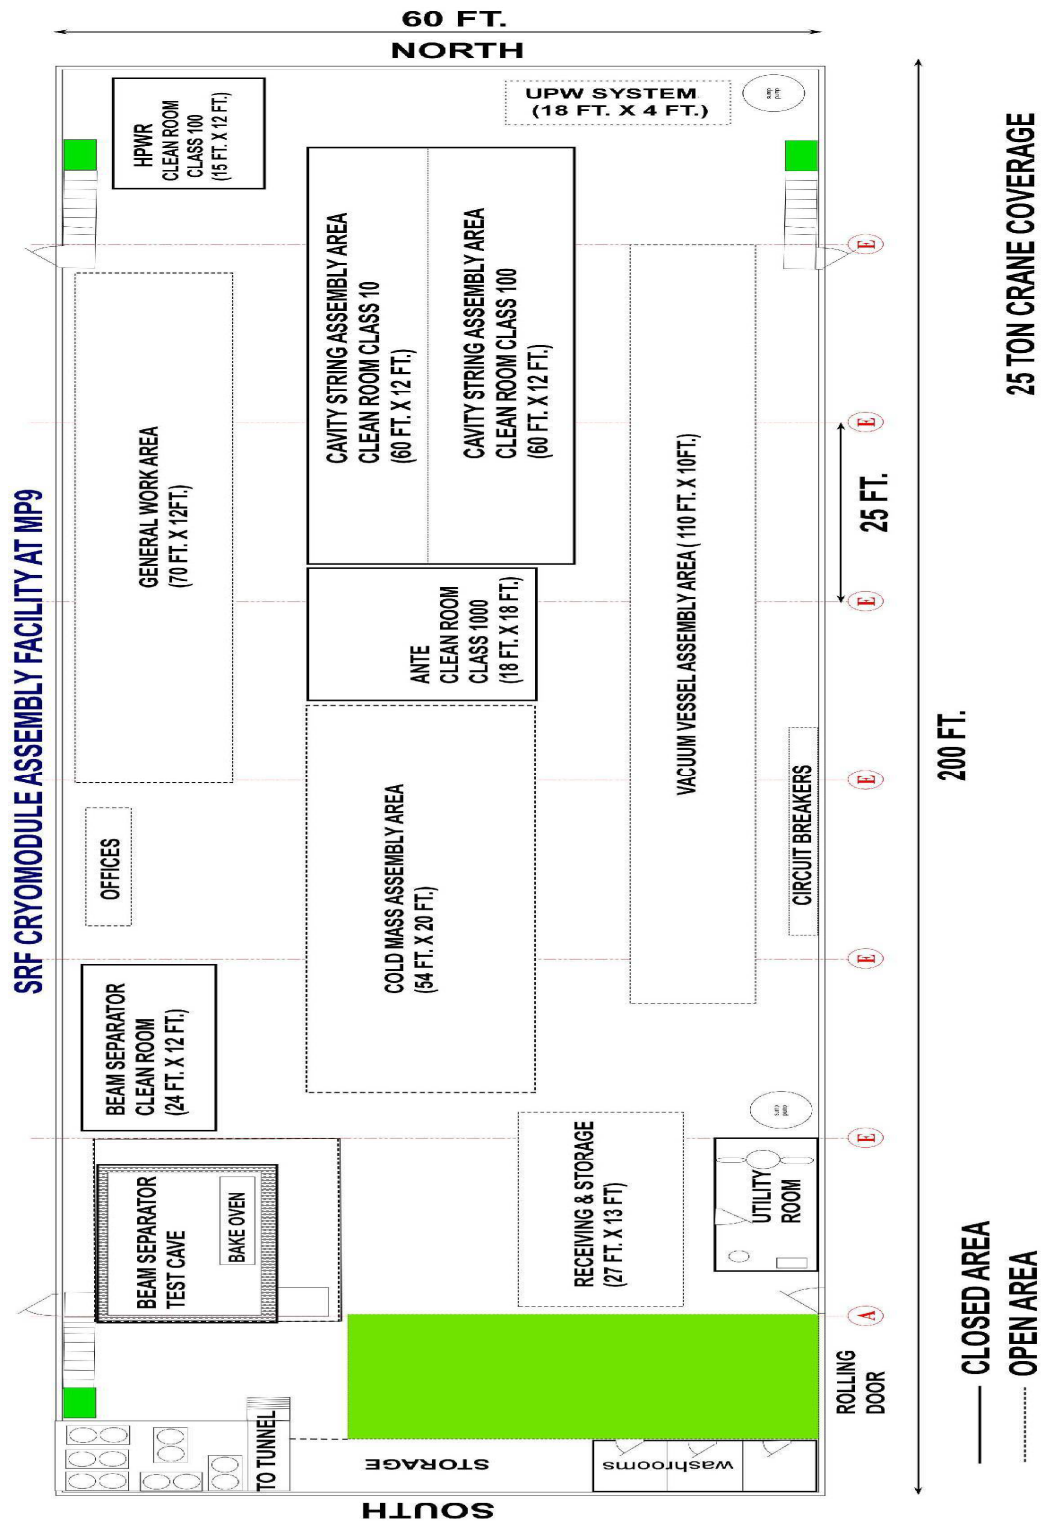 SRF CRYOMODULE ASSEMBLY FACILITY AT MP9
60 FT.
NORTH
HPWR
CLEAN ROOM
CLASS 100
(15 FT. X 12 FT.)
UPW SYSTEM
(18 FT. X 4 FT.)
sump
pump
GENERAL WORK AREA
(70 FT. X 12FT.)
CAVITY STRING ASSEMBLY AREA
CLEAN ROOM CLASS 10
(60 FT. X 12 FT.)
CAVITY STRING ASSEMBLY AREA
CLEAN ROOM CLASS 100
(60 FT. X 12 FT.)
VACUUM VESSEL ASSEMBLY AREA ( 110 FT. X 10FT.)
ANTE
CLEAN ROOM
CLASS 1000
(18 FT. X 18 FT.)
OFFICES
COLD MASS ASSEMBLY AREA
(54 FT. X 20 FT.)
CIRCUIT BREAKERS
BEAM SEPARATOR
CLEAN ROOM
(24 FT. X 12 FT.)
BEAM SEPARATOR
TEST CAVE
BAKE OVEN
RECEIVING & STORAGE
(27 FT. X 13 FT)
sump
pump
UTILITY
ROOM
TO TUNNEL
STORAGE
washrooms
SOUTH
ROLLING
DOOR
E
E
E
E
E
E
A
25 FT.
200 FT.
25 TON CRANE COVERAGE
CLOSED AREA
OPEN AREA